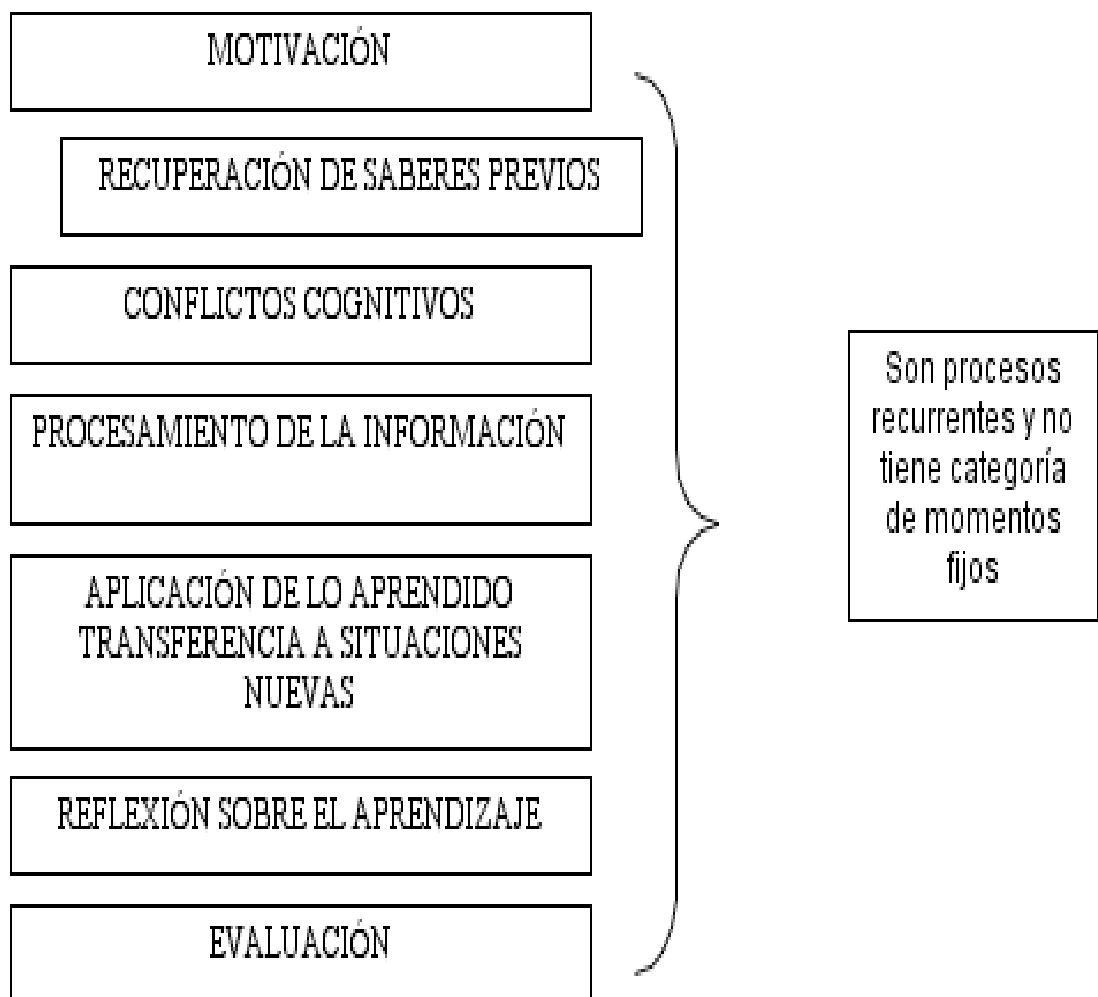 MOTIVACIÓN
RECUPERACIÓN DE SABERES PREVIOS
CONFLICTOS COGNITIVOS
PROCESAMIENTO DE LA INFORMACIÓN
APLICACIÓN DE LO APRENDIDO
TRANSFERENCIA A SITUACIONES
NUEVAS
REFLEXIÓN SOBRE EL APRENDIZAJE
EVALUACIÓN
Son procesos
recurrentes y no
tiene categoría
de momentos
fijos